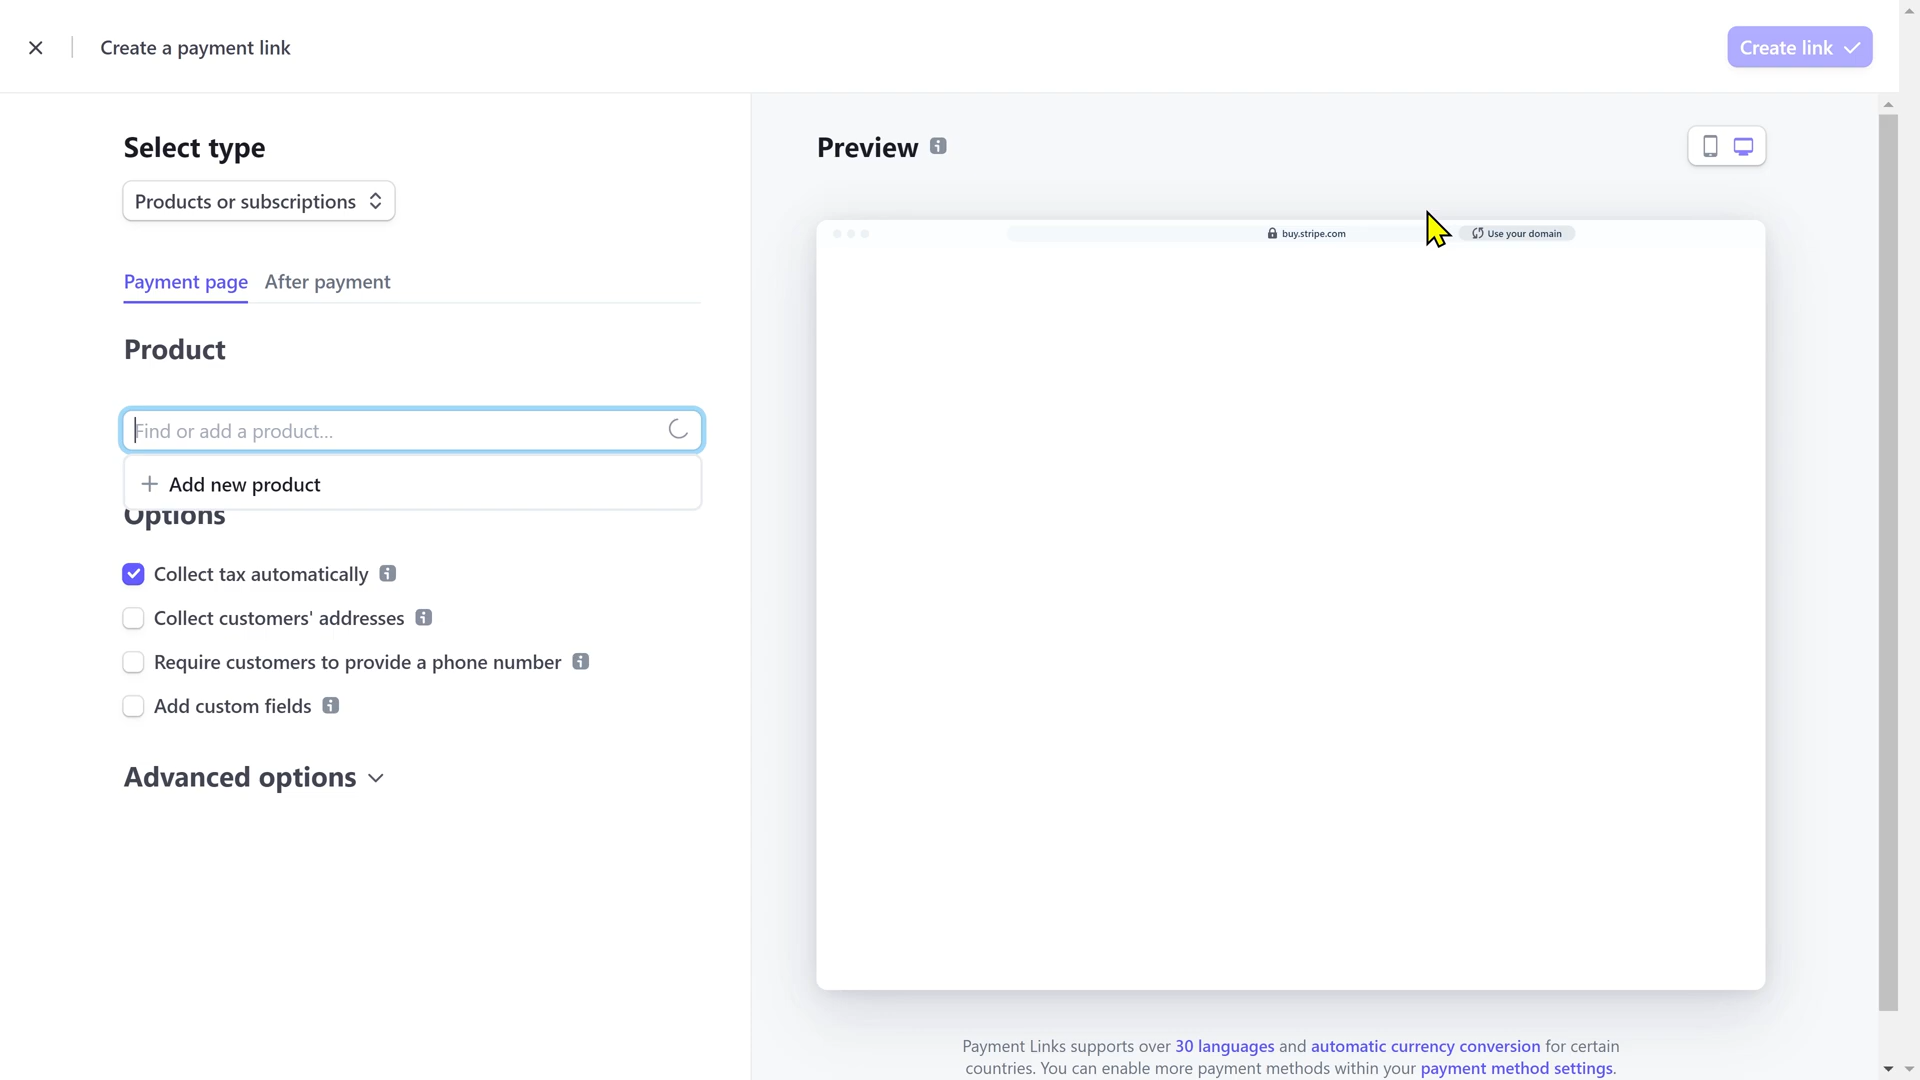 Create a payment link
Create link
Select type
Products or subscriptions
Payment page
After payment
Product
Find or add a product...
Add new product
Options
Collect tax automatically
Collect customers' addresses
Require customers to provide a phone number
Add custom fields
Advanced options
Preview
buy.stripe.com
Use your domain
Payment Links supports over 30 languages and automatic currency conversion for certain
countries. You can enable more payment methods within your payment method settings.